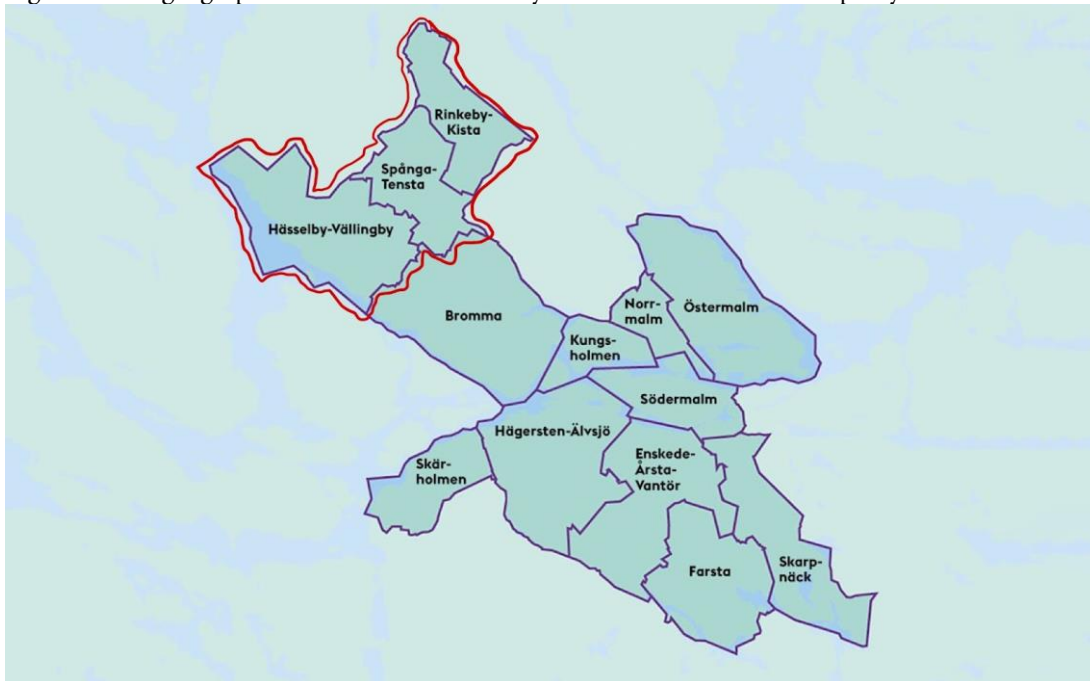 Rinkeby-
Kista
Spånga-
Tensta
Hässelby-Vällingby
Bromma
Norr-
malm
Östermalm
Kungs-
holmen
Södermalm
Hägersten-Älvsjö
Skär-
holmen
Enskede-
Årsta-
Vantör
Farsta
Skarp-
näck